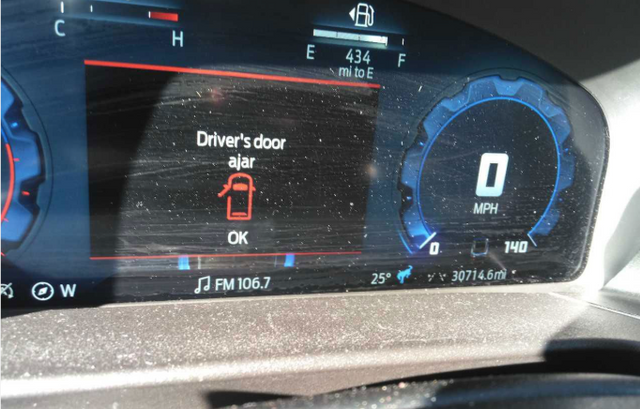 C
H
E
434
F
mi to E
Driver's door
ajar
OK
0
MPH
0
140
W
FM 106.7
25°
30714.6mi